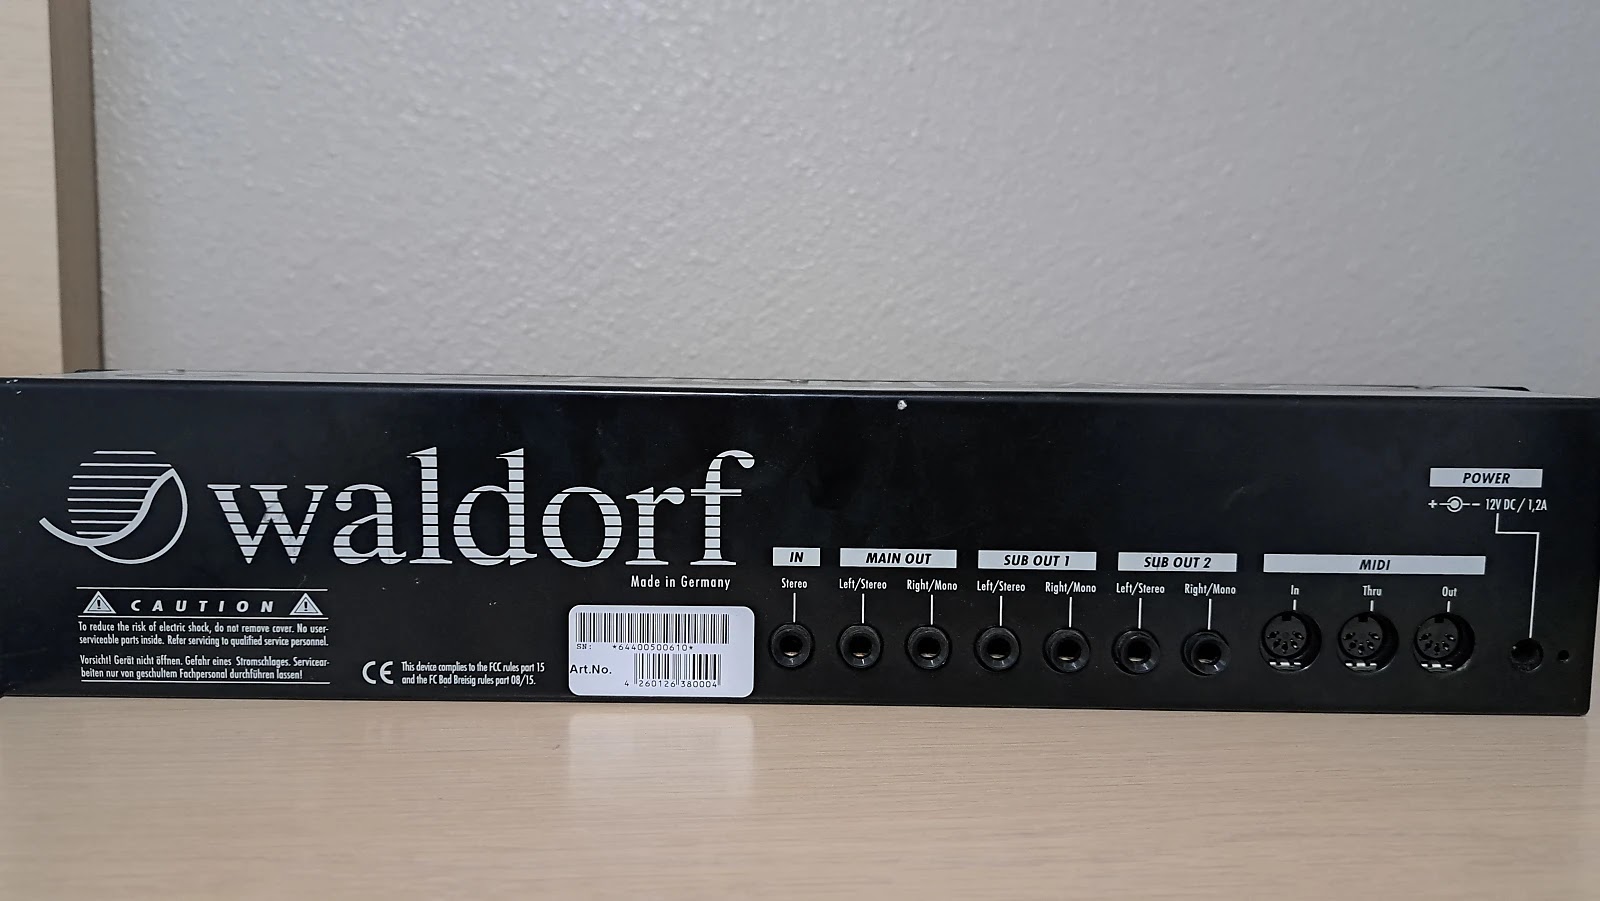 waldorf
Made in Germany
CAUTION
To reduce the risk of electric shock, do not remove cover. No user-
serviceable parts inside. Refer servicing to qualified service personnel.
Vorsicht! Gerät nicht öffnen. Gefahr eines Stromschlages. Servicear-
beiten nur von geschultem Fachpersonal durchführen lassen!
CE
This device complies to the FCC rules part 15
and the FC Bad Breisig rules part 08/15.
SN: *64400500610*
Art.No.
4 260126 380004
IN
Stereo
MAIN OUT
Left/Stereo Right/Mono
SUB OUT 1
Left/Stereo Right/Mono
SUB OUT 2
Left/Stereo Right/Mono
MIDI
In Thru Out
POWER
+ - 12V DC / 1,2A